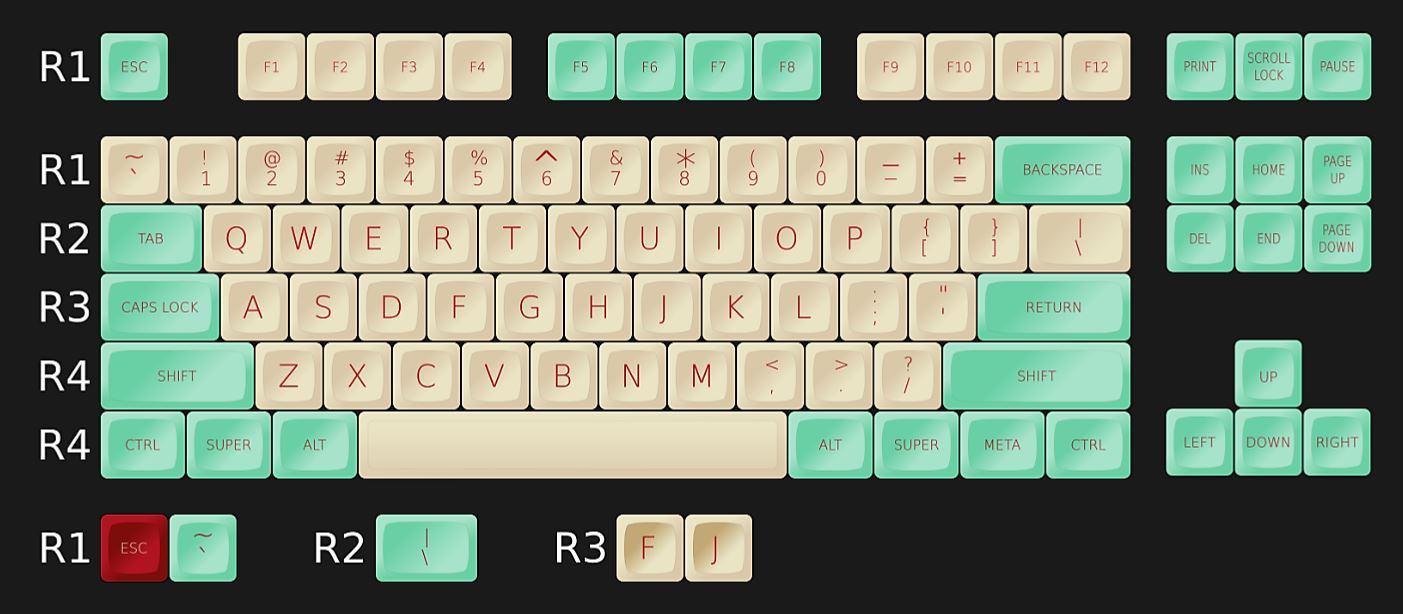 R1 ESC F1 F2 F3 F4 F5 F6 F7 F8 F9 F10 F11 F12 PRINT SCROLL LOCK PAUSE
R1 ~ ` ! 1 @ 2 # 3 $ 4 % 5 ^ 6 & 7 * 8 ( 9 ) 0 _ - + = BACKSPACE INS HOME PAGE UP
R2 TAB Q W E R T Y U I O P { [ } ] | \ DEL END PAGE DOWN
R3 CAPS LOCK A S D F G H J K L : ; " ' RETURN
R4 SHIFT Z X C V B N M < , > . ? / SHIFT UP
R4 CTRL SUPER ALT ALT SUPER META CTRL LEFT DOWN RIGHT
R1 ESC ~ ` R2 | \ R3 F J